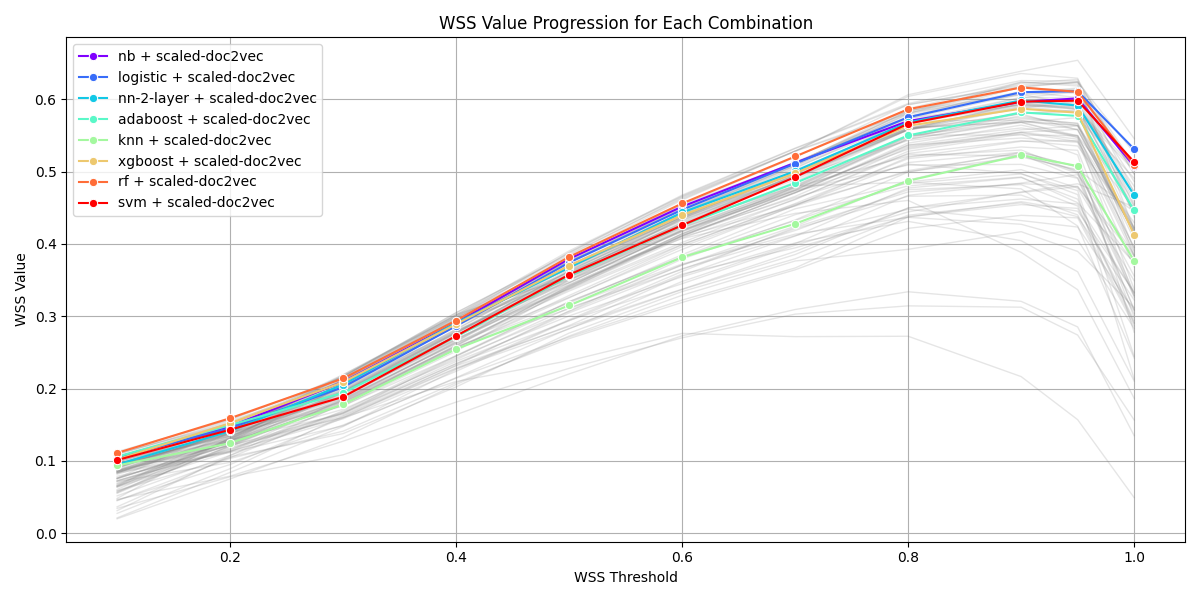 WSS Value Progression for Each Combination
nb + scaled-doc2vec
logistic + scaled-doc2vec
nn-2-layer + scaled-doc2vec
adaboost + scaled-doc2vec
knn + scaled-doc2vec
xgboost + scaled-doc2vec
rf + scaled-doc2vec
svm + scaled-doc2vec
WSS Value
0.6
0.5
0.4
0.3
0.2
0.1
0.0
0.2 0.4 0.6 0.8 1.0
WSS Threshold